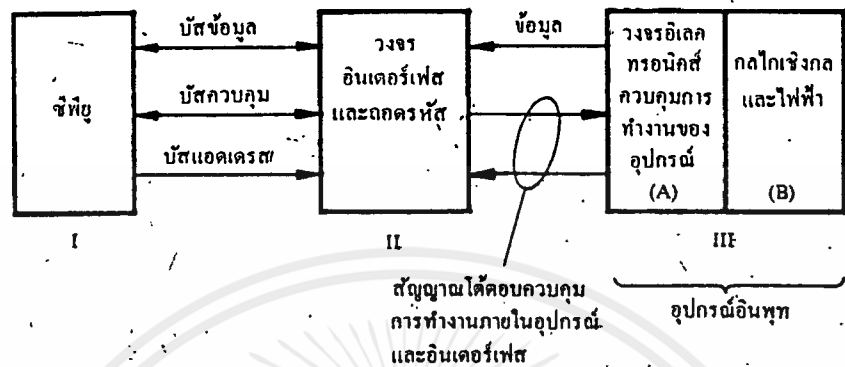 บัสข้อมูล
ข้อมูล
วงจร
อินเตอร์เฟส
และถอดรหัส
วงจรอิเลค
ทรอนิคส์
ควบคุมการ
ทำงานของ
อุปกรณ์
(A)
กลไกเชิงกล
และไฟฟ้า
(B)
ซีพียู
บัสควบคุม
บัสแอดเดรส
I
II
III
สัญญาณโต้ตอบควบคุม
การทำงานภายในอุปกรณ์
และอินเตอร์เฟส
อุปกรณ์อินพุท